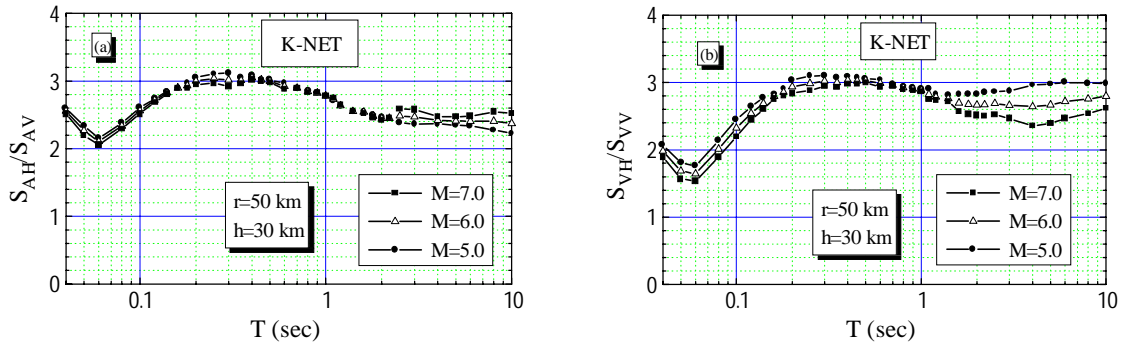 (a)
K-NET
S_AH/S_AV
4
3
2
1
0
r=50 km
h=30 km
M=7.0
M=6.0
M=5.0
0.1
1
10
T (sec)
(b)
K-NET
S_VH/S_VV
4
3
2
1
0
r=50 km
h=30 km
M=7.0
M=6.0
M=5.0
0.1
1
10
T (sec)